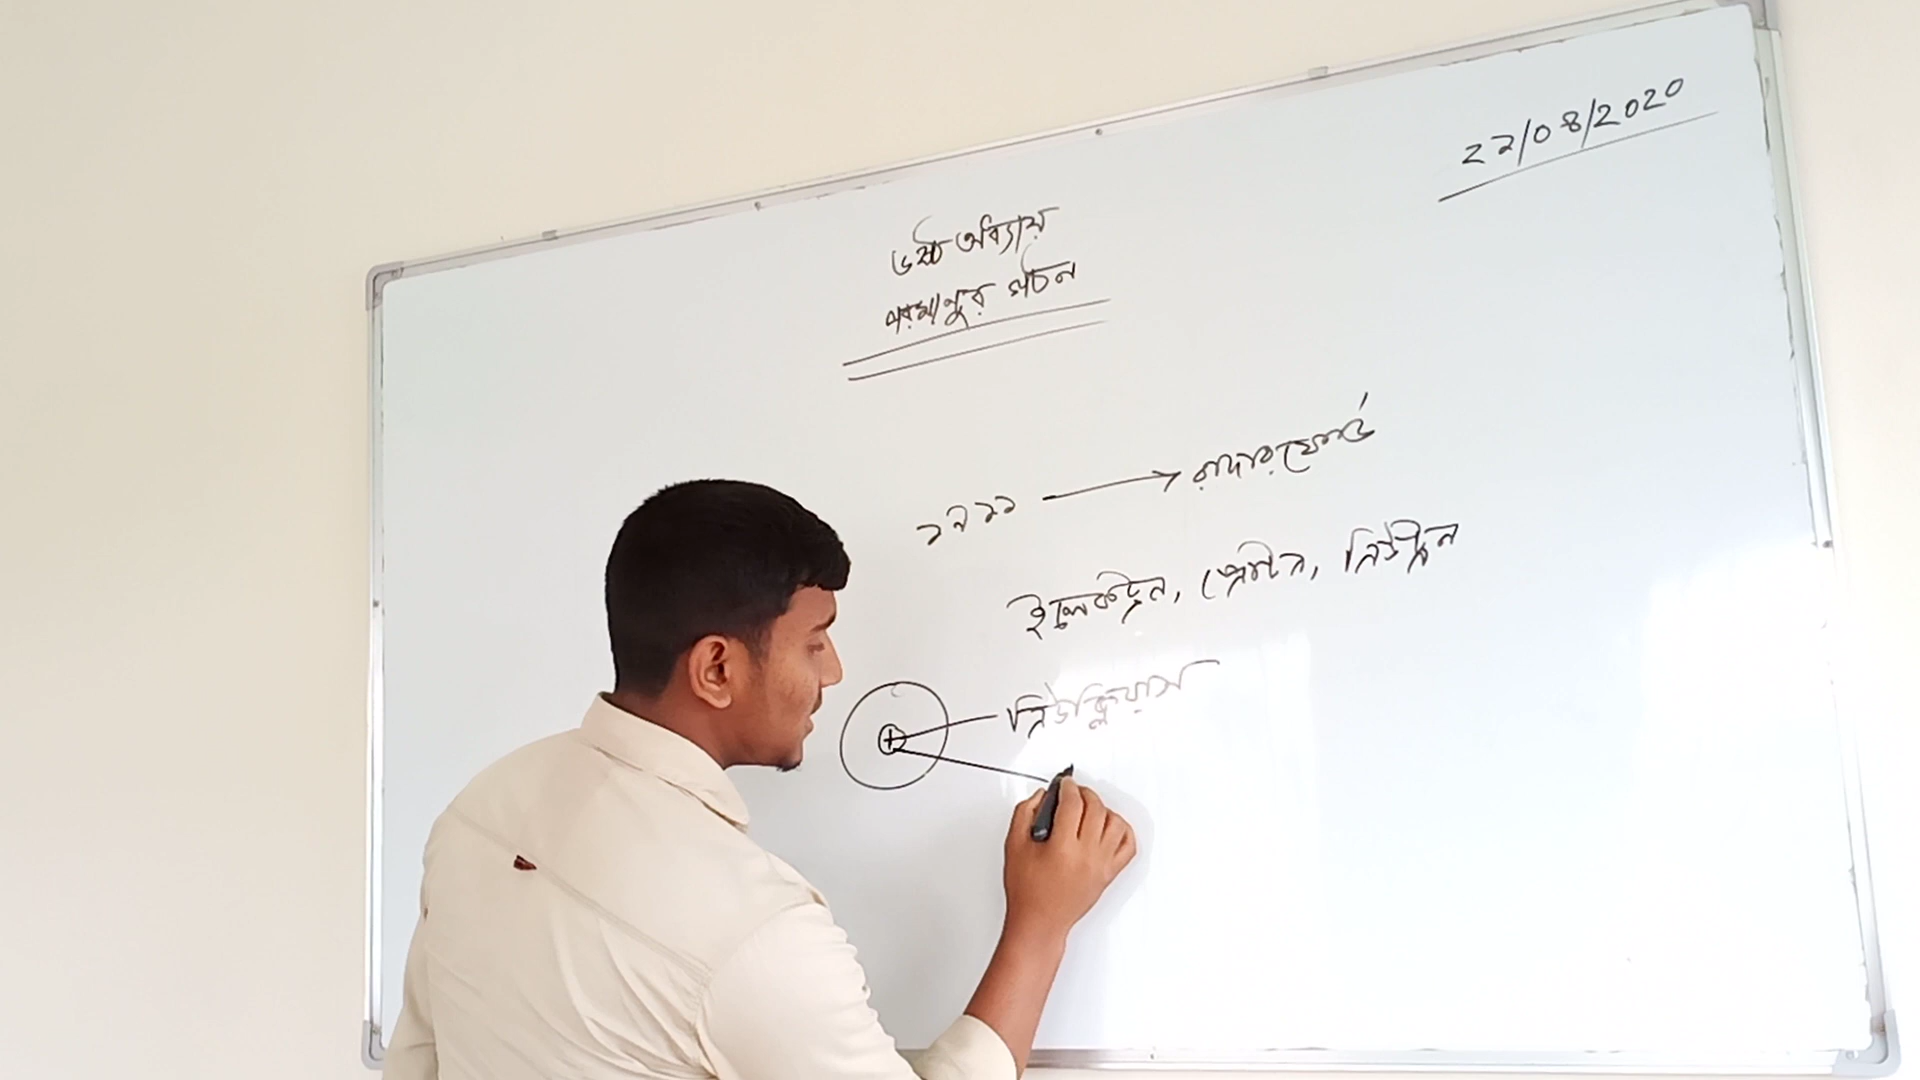 22/08/2020
৬ষ্ঠ অধ্যায়
পরমাণুর গঠন
১৯১১ → রাদারফোর্ড
ইলেকট্রন, প্রোটন, নিউট্রন
+ নিউক্লিয়াস